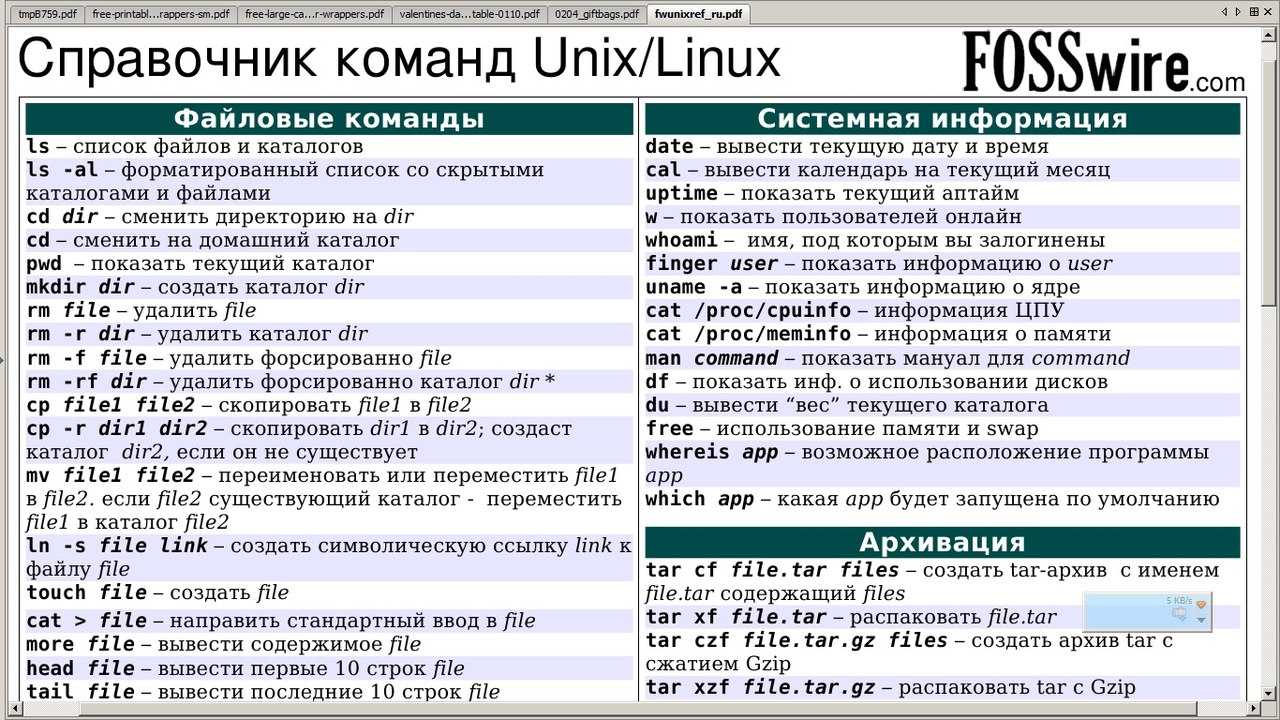 tmpB759.pdf
free-printabl...rappers-sm.pdf
free-large-ca...r-wrappers.pdf
valentines-da...table-0110.pdf
0204_giftbags.pdf
fwunixref_ru.pdf
Справочник команд Unix/Linux
FOSSwire.com
Файловые команды
ls – список файлов и каталогов
ls -al – форматированный список со скрытыми
каталогами и файлами
cd dir – сменить директорию на dir
cd – сменить на домашний каталог
pwd – показать текущий каталог
mkdir dir – создать каталог dir
rm file – удалить file
rm -r dir – удалить каталог dir
rm -f file – удалить форсированно file
rm -rf dir – удалить форсированно каталог dir *
cp file1 file2 – скопировать file1 в file2
cp -r dir1 dir2 – скопировать dir1 в dir2; создаст
каталог dir2, если он не существует
mv file1 file2 – переименовать или переместить file1
в file2. если file2 существующий каталог - переместить
file1 в каталог file2
ln -s file link – создать символическую ссылку link к
файлу file
touch file – создать file
cat > file – направить стандартный ввод в file
more file – вывести содержимое file
head file – вывести первые 10 строк file
tail file – вывести последние 10 строк file
Системная информация
date – вывести текущую дату и время
cal – вывести календарь на текущий месяц
uptime – показать текущий аптайм
w – показать пользователей онлайн
whoami – имя, под которым вы залогинены
finger user – показать информацию о user
uname -a – показать информацию о ядре
cat /proc/cpuinfo – информация ЦПУ
cat /proc/meminfo – информация о памяти
man command – показать мануал для command
df – показать инф. о использовании дисков
du – вывести “вес” текущего каталога
free – использование памяти и swap
whereis app – возможное расположение программы
app
which app – какая app будет запущена по умолчанию
Архивация
tar cf file.tar files – создать tar-архив с именем
file.tar содержащий files
tar xf file.tar – распаковать file.tar
5 KB/s
tar czf file.tar.gz files – создать архив tar с
сжатием Gzip
tar xzf file.tar.gz – распаковать tar с Gzip